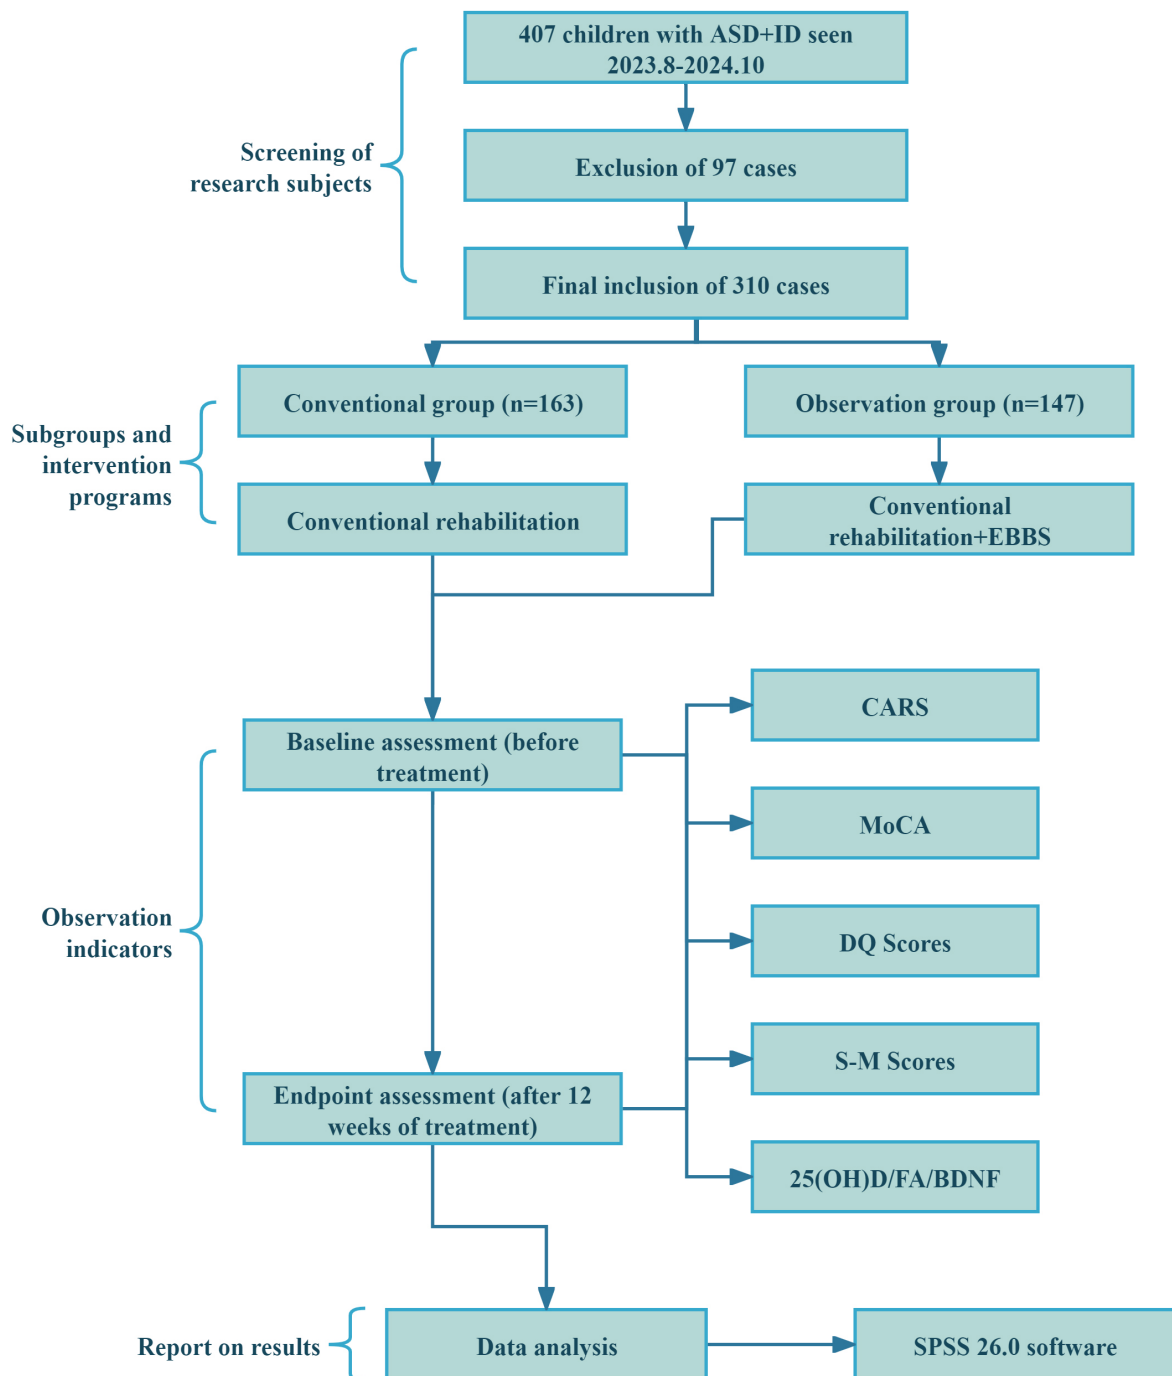 407 children with ASD+ID seen
2023.8-2024.10
Screening of
research subjects
Exclusion of 97 cases
Final inclusion of 310 cases
Subgroups and
intervention
programs
Conventional group (n=163)
Observation group (n=147)
Conventional rehabilitation
Conventional
rehabilitation+EBBS
Observation
indicators
Baseline assessment (before
treatment)
CARS
MoCA
DQ Scores
S-M Scores
25(OH)D/FA/BDNF
Endpoint assessment (after 12
weeks of treatment)
Report on results
Data analysis
SPSS 26.0 software